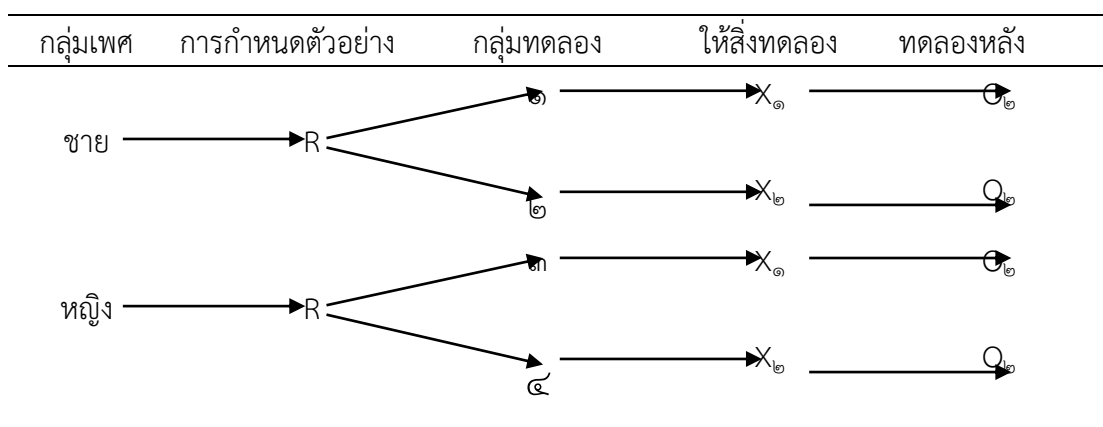 กลุ่มเพศ การกำหนดตัวอย่าง กลุ่มทดลอง ให้สิ่งทดลอง ทดลองหลัง
๑ X๑ O๒
ชาย R
๒ X๒ O๒
๓ X๑ O๒
หญิง R
๔ X๒ O๒